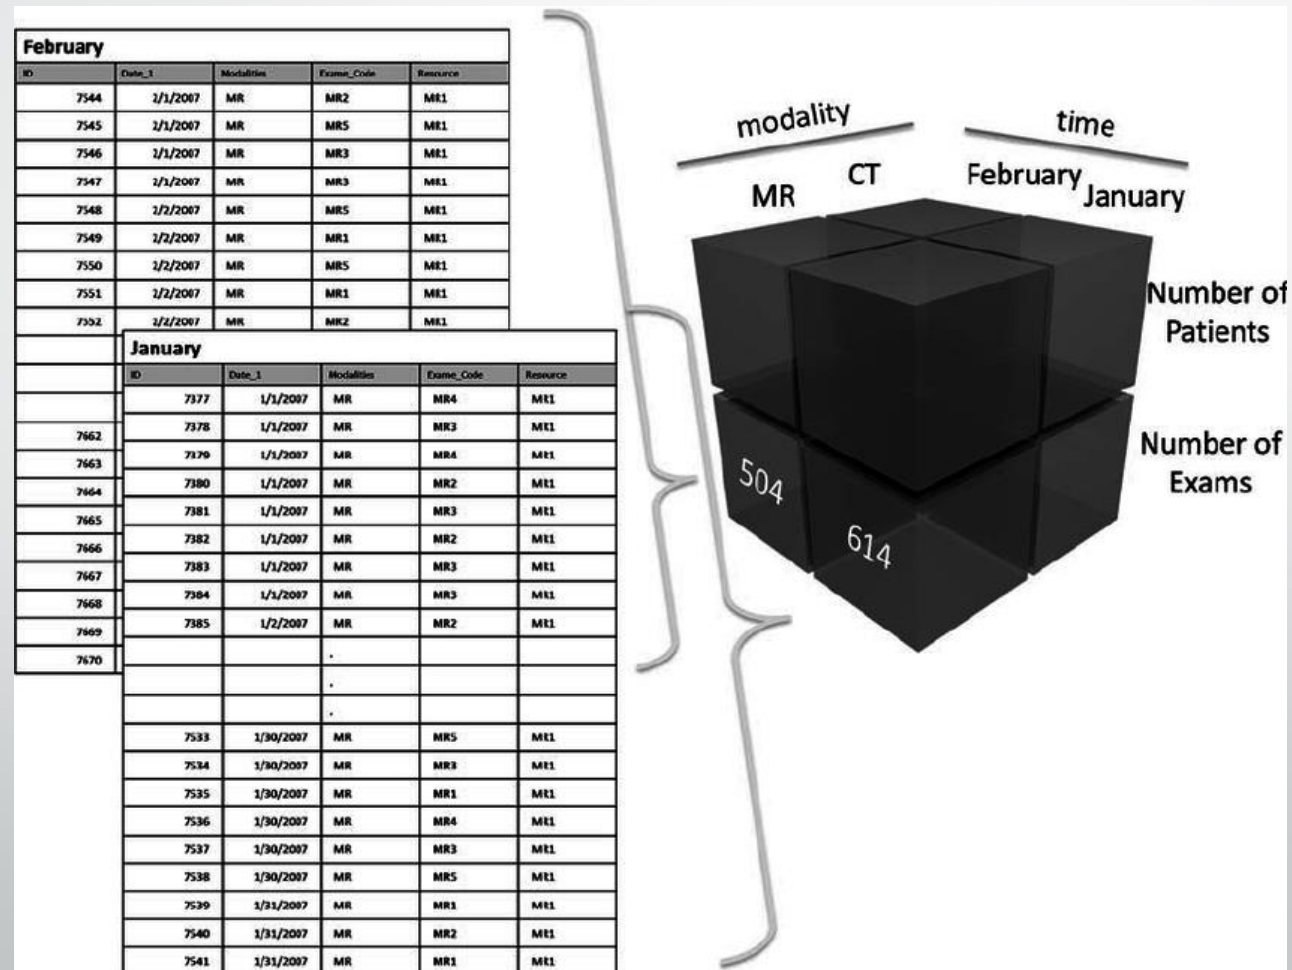 February
ID Date_1 Modalities Exame_Code Resource
7544 2/1/2007 MR MR2 MR1
7545 2/1/2007 MR MR5 MR1
7546 2/1/2007 MR MR3 MR1
7547 2/1/2007 MR MR3 MR1
7548 2/2/2007 MR MR5 MR1
7549 2/2/2007 MR MR1 MR1
7550 2/2/2007 MR MR5 MR1
7551 2/2/2007 MR MR1 MR1
7552 2/2/2007 MR MR2 MR1
7662
7663
7664
7665
7666
7667
7668
7669
7670
January
ID Date_1 Modalities Exame_Code Resource
7377 1/1/2007 MR MR4 MR1
7378 1/1/2007 MR MR3 MR1
7379 1/1/2007 MR MR4 MR1
7380 1/1/2007 MR MR2 MR1
7381 1/1/2007 MR MR3 MR1
7382 1/1/2007 MR MR2 MR1
7383 1/1/2007 MR MR3 MR1
7384 1/1/2007 MR MR3 MR1
7385 1/2/2007 MR MR2 MR1
.
.
.
7533 1/30/2007 MR MR5 MR1
7534 1/30/2007 MR MR3 MR1
7535 1/30/2007 MR MR1 MR1
7536 1/30/2007 MR MR4 MR1
7537 1/30/2007 MR MR3 MR1
7538 1/30/2007 MR MR5 MR1
7539 1/31/2007 MR MR1 MR1
7540 1/31/2007 MR MR2 MR1
7541 1/31/2007 MR MR1 MR1
modality time
MR CT February January
Number of
Patients
Number of
Exams
504
614